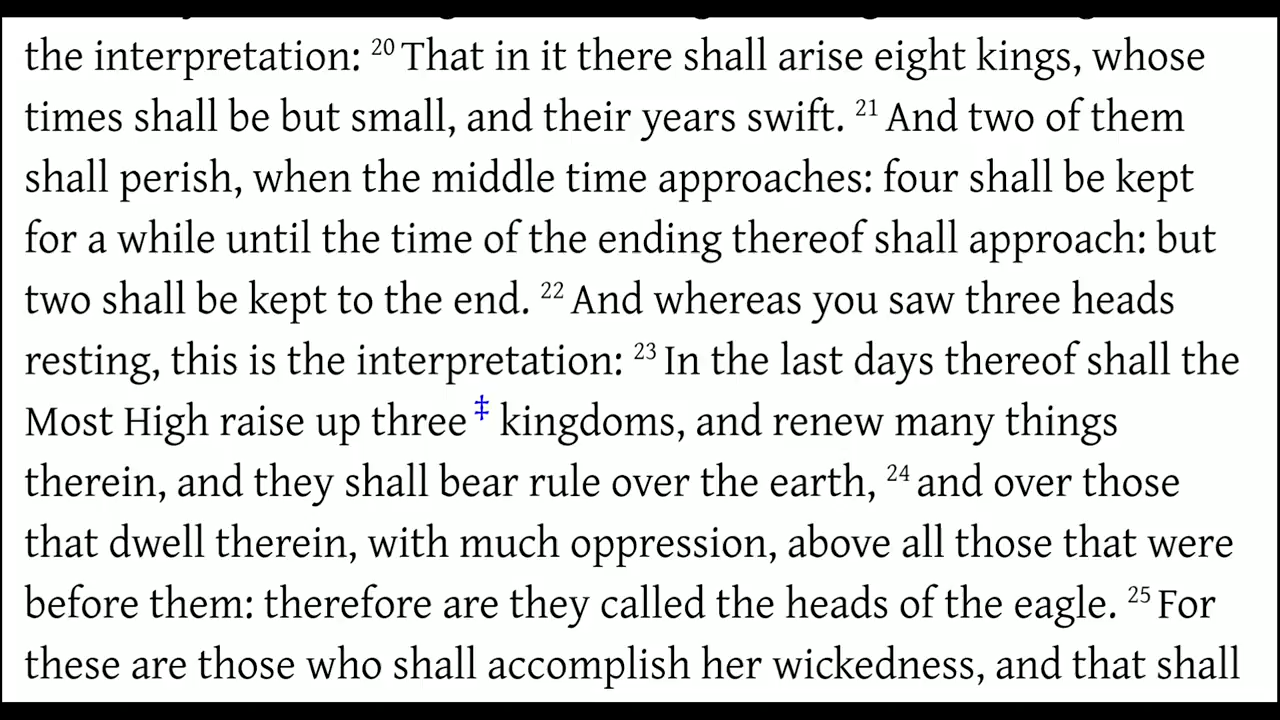 the interpretation: 20 That in it there shall arise eight kings, whose
times shall be but small, and their years swift. 21 And two of them
shall perish, when the middle time approaches: four shall be kept
for a while until the time of the ending thereof shall approach: but
two shall be kept to the end. 22 And whereas you saw three heads
resting, this is the interpretation: 23 In the last days thereof shall the
Most High raise up three ‡ kingdoms, and renew many things
therein, and they shall bear rule over the earth, 24 and over those
that dwell therein, with much oppression, above all those that were
before them: therefore are they called the heads of the eagle. 25 For
these are those who shall accomplish her wickedness, and that shall